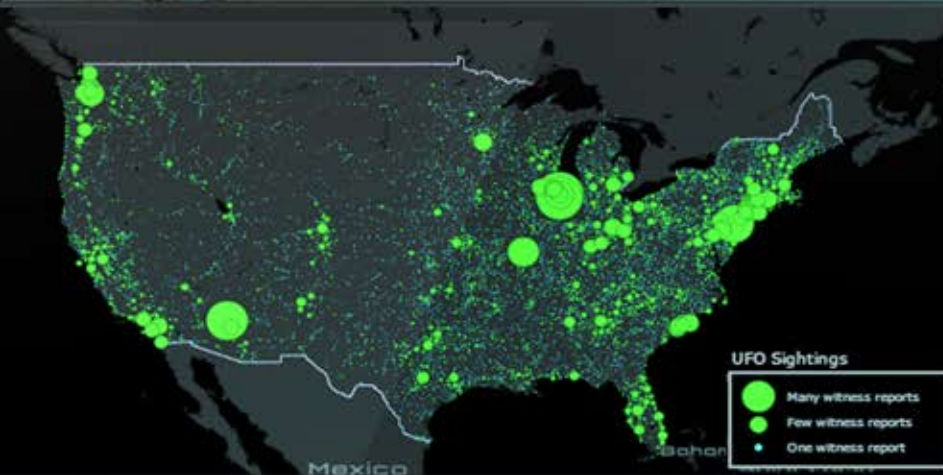 UFO Sightings
Many witness reports
Few witness reports
One witness report
Mexico